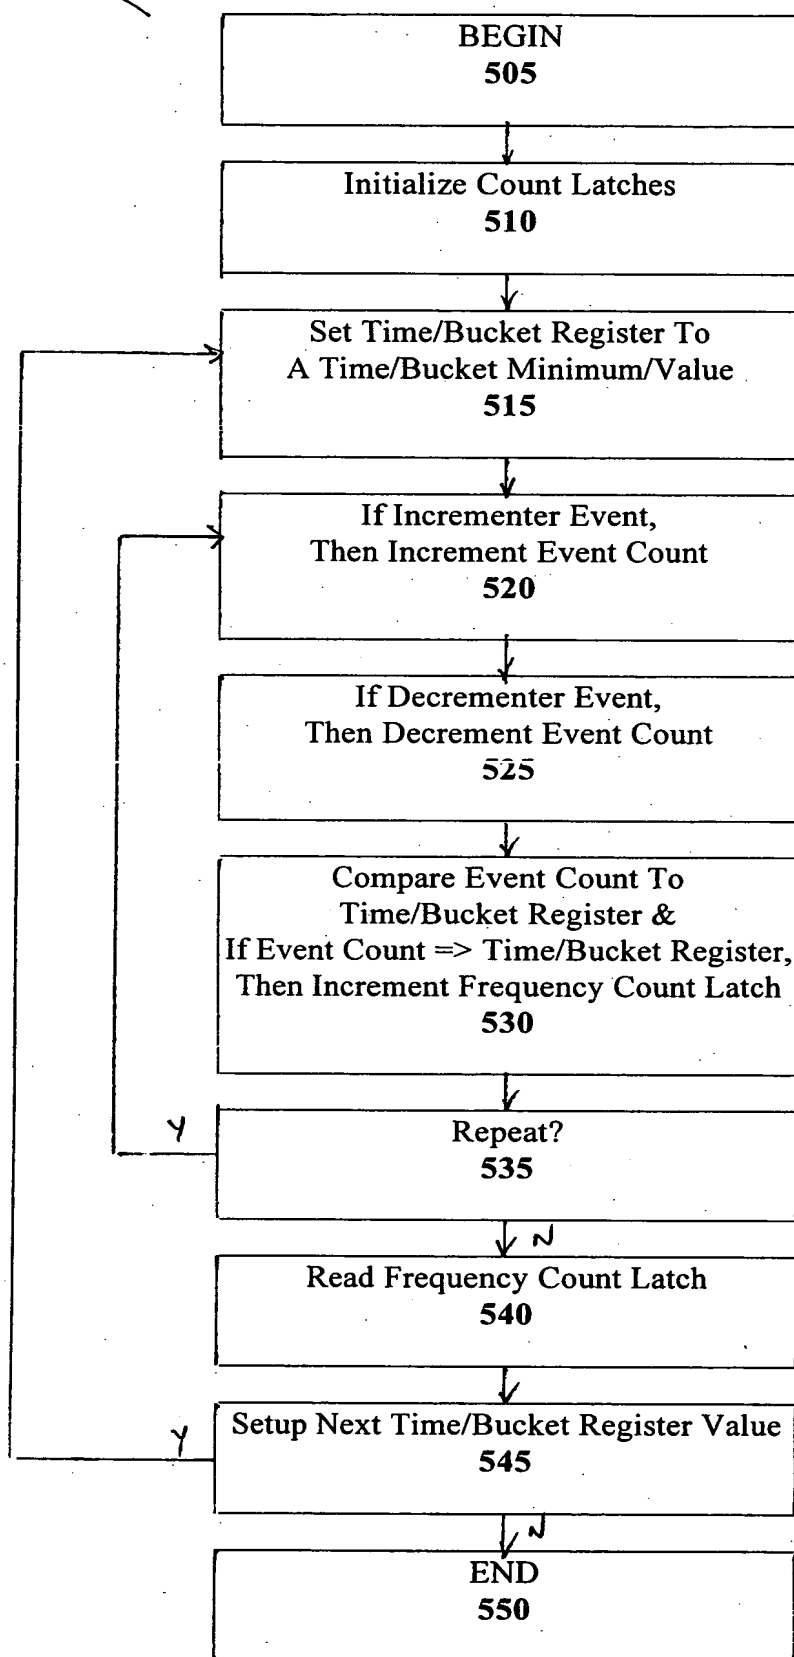 BEGIN
505
Initialize Count Latches
510
Set Time/Bucket Register To
A Time/Bucket Minimum/Value
515
If Incrementer Event,
Then Increment Event Count
520
If Decrementer Event,
Then Decrement Event Count
525
Compare Event Count To
Time/Bucket Register &
If Event Count => Time/Bucket Register,
Then Increment Frequency Count Latch
530
Y
Repeat?
535
N
Read Frequency Count Latch
540
Y
Setup Next Time/Bucket Register Value
545
N
END
550